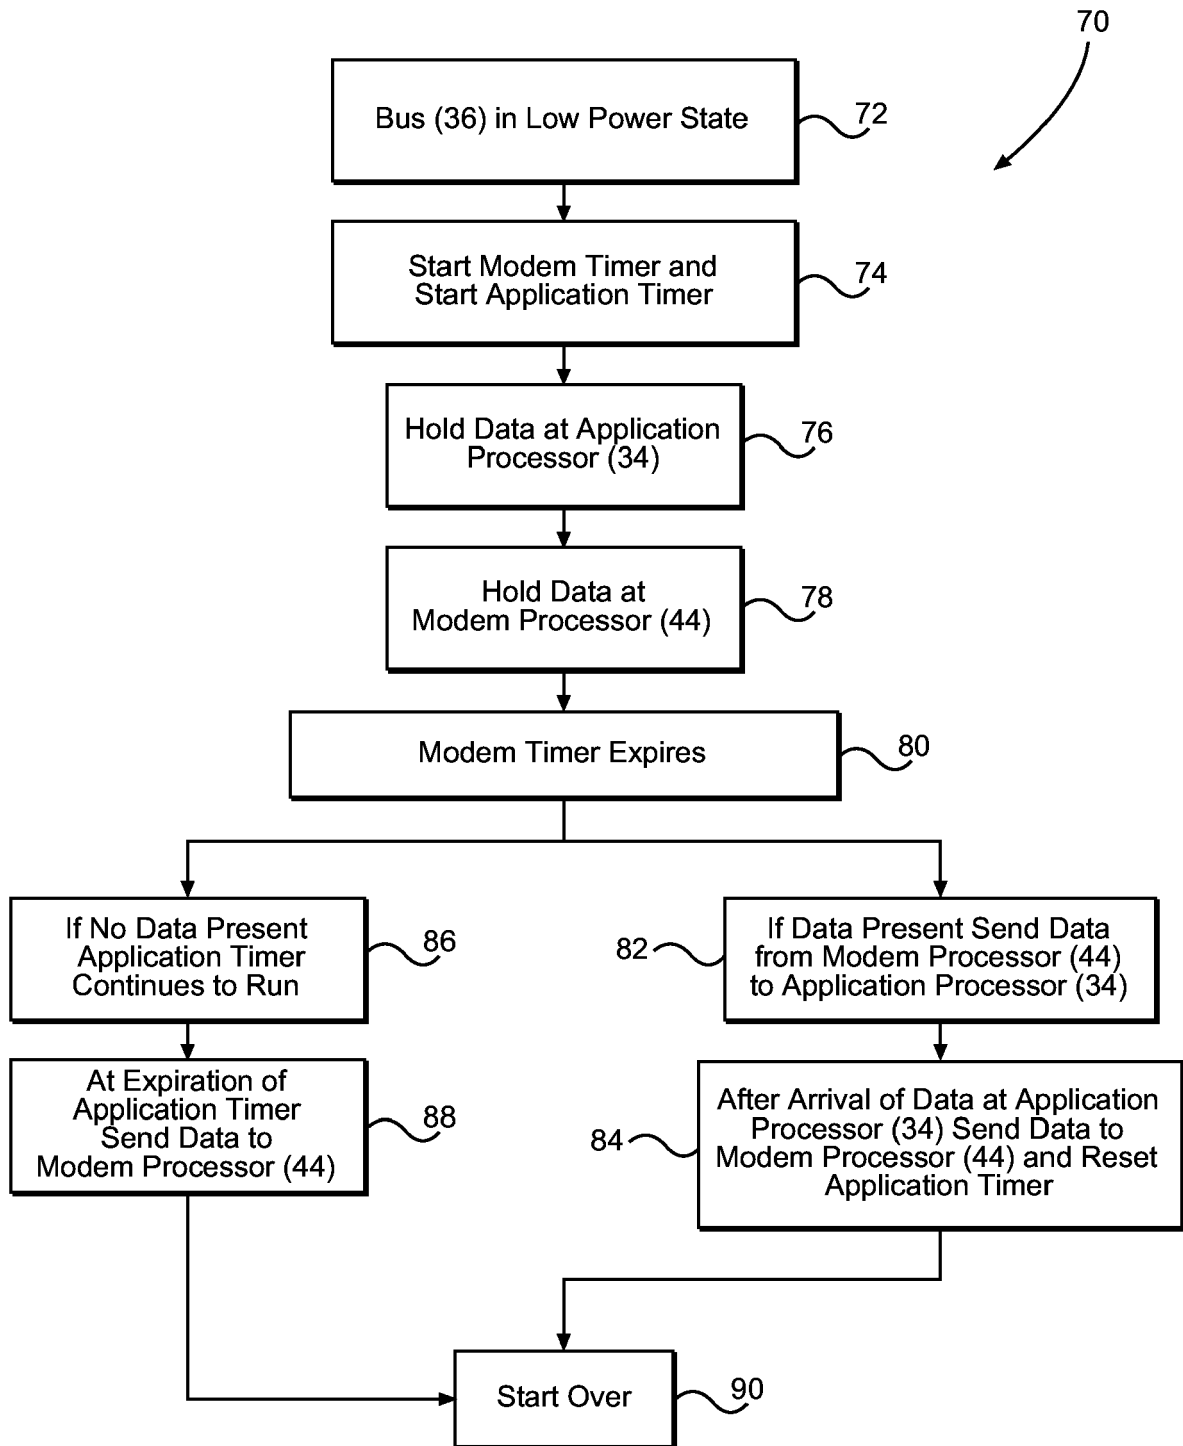 70
Bus (36) in Low Power State
72
Start Modem Timer and
Start Application Timer
74
Hold Data at Application
Processor (34)
76
Hold Data at
Modem Processor (44)
78
Modem Timer Expires
80
If No Data Present
Application Timer
Continues to Run
86
82
If Data Present Send Data
from Modem Processor (44)
to Application Processor (34)
At Expiration of
Application Timer
Send Data to
Modem Processor (44)
88
84
After Arrival of Data at Application
Processor (34) Send Data to
Modem Processor (44) and Reset
Application Timer
Start Over
90